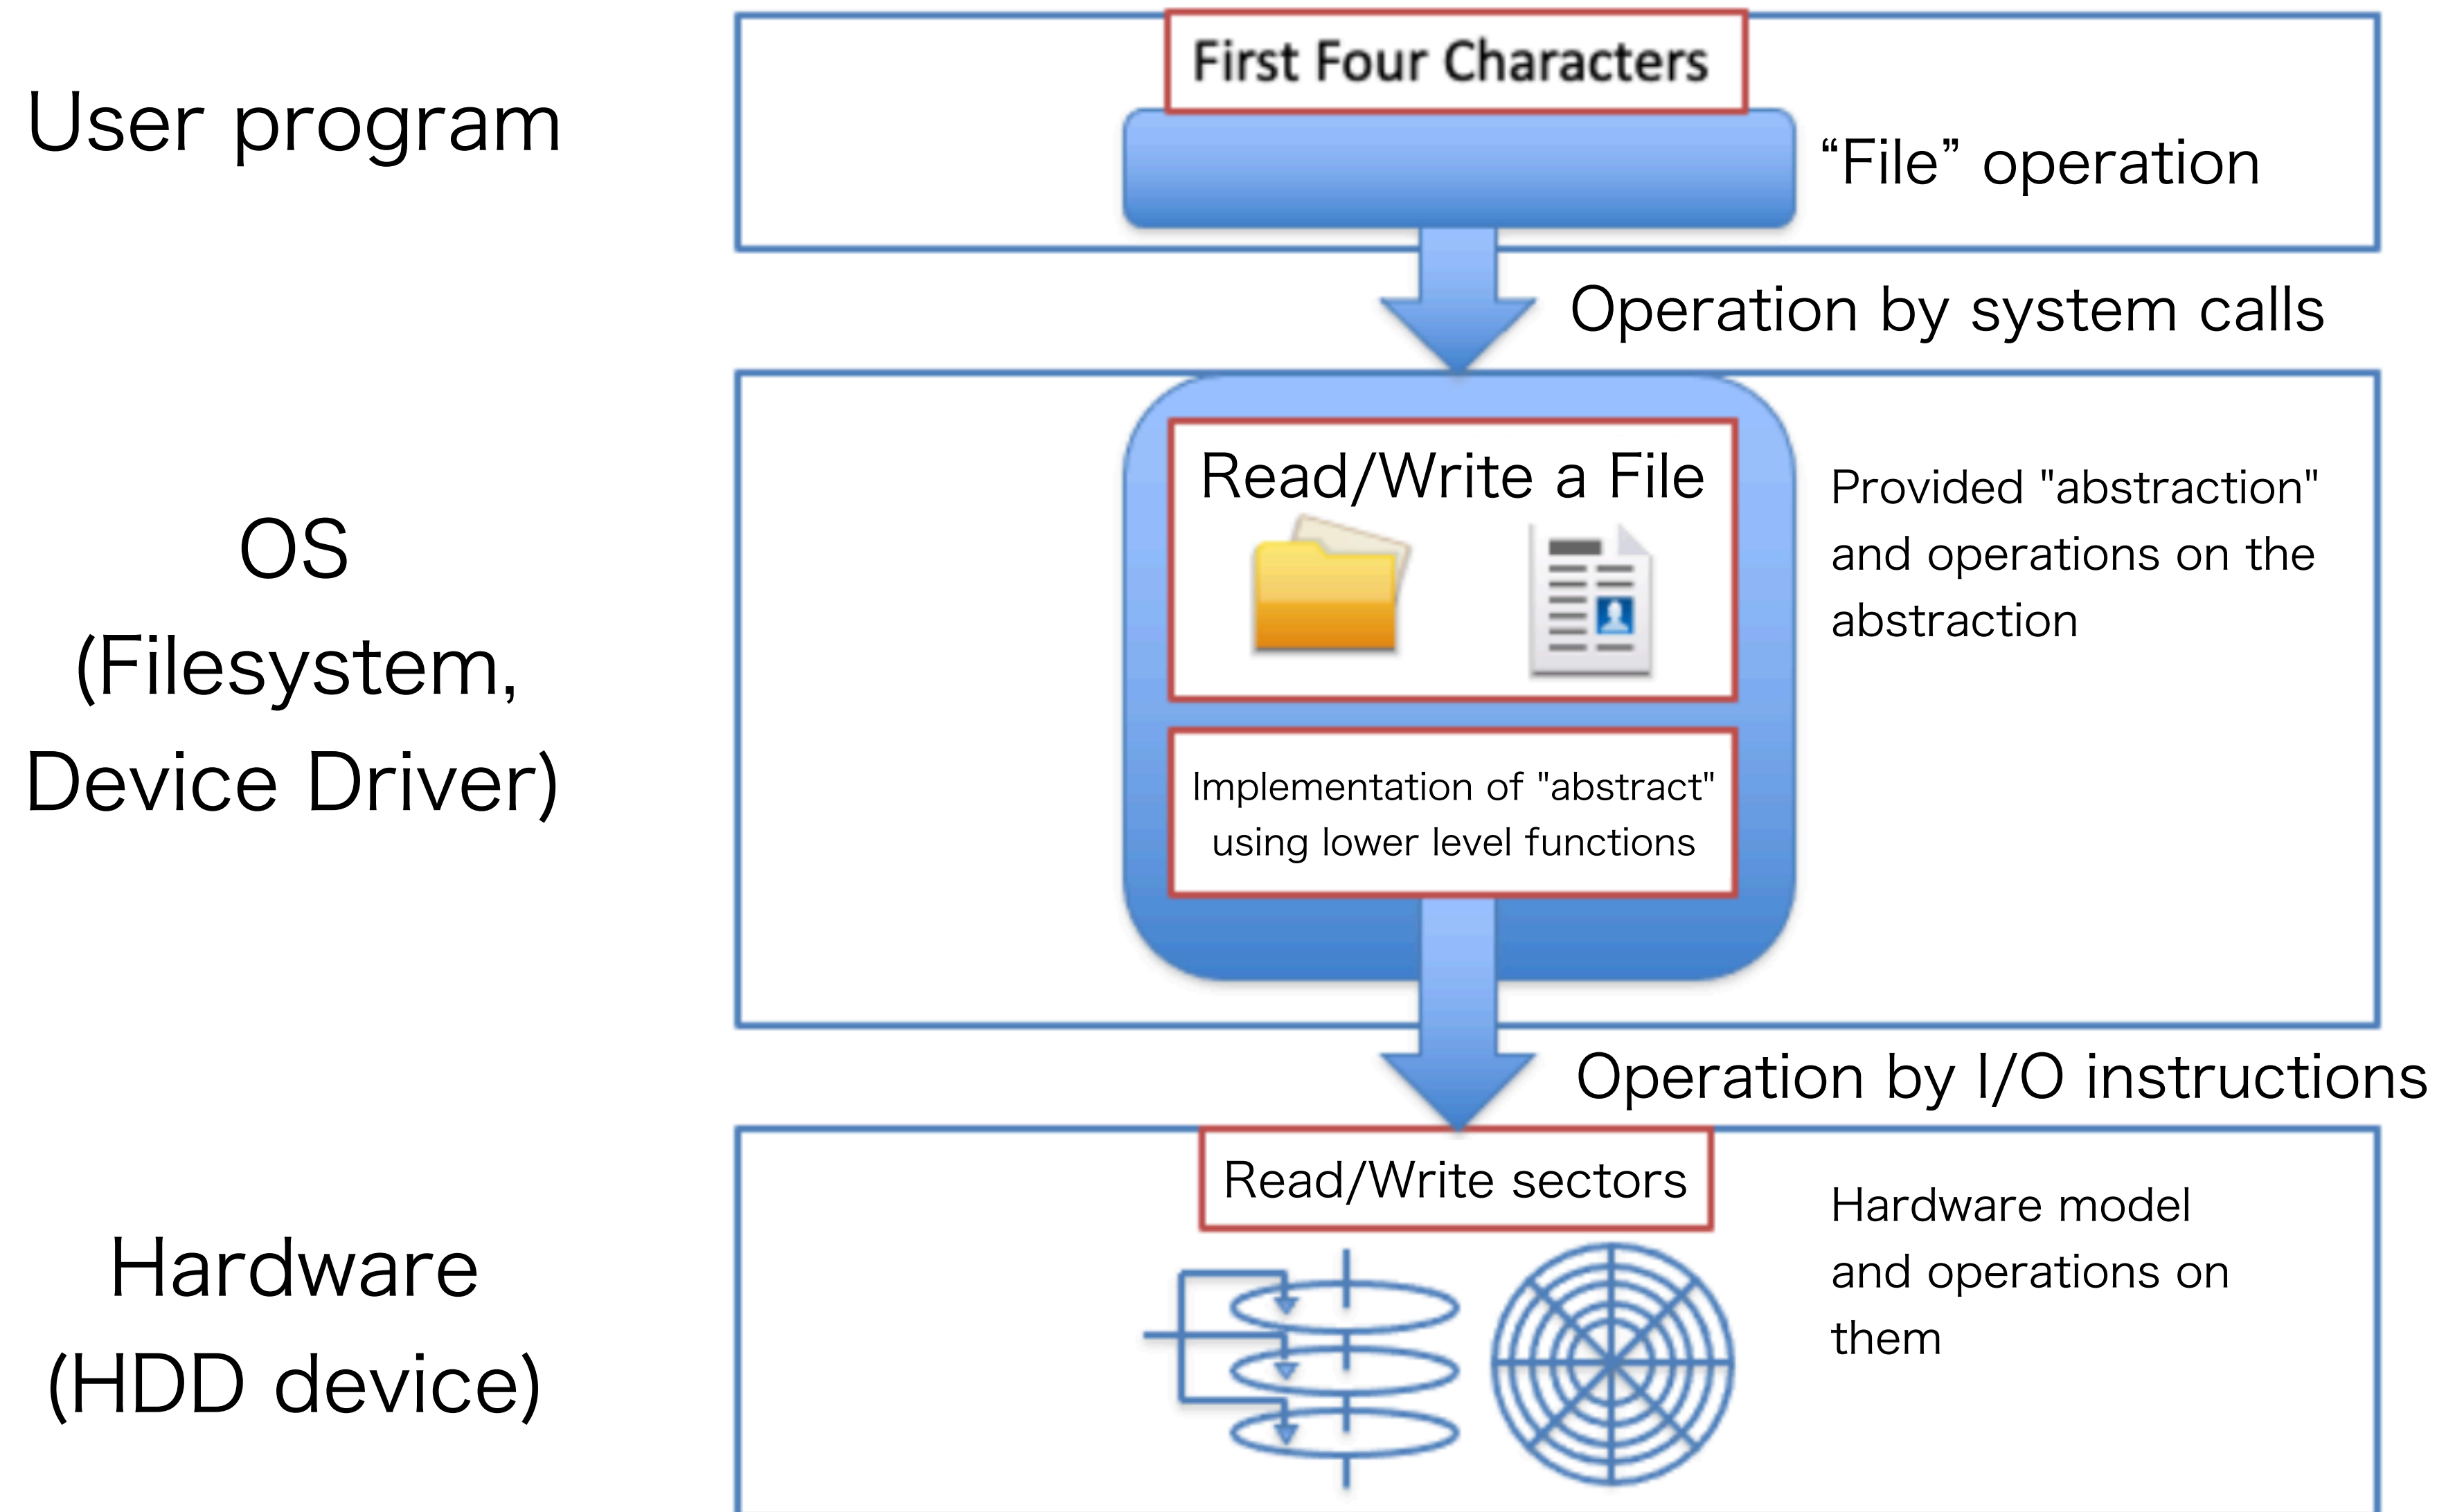 First Four Characters
User program
“File” operation
Operation by system calls
OS
(Filesystem,
Device Driver)
Read/Write a File
Provided "abstraction"
and operations on the
abstraction
Implementation of "abstract"
using lower level functions
Operation by I/O instructions
Hardware
(HDD device)
Read/Write sectors
Hardware model
and operations on
them